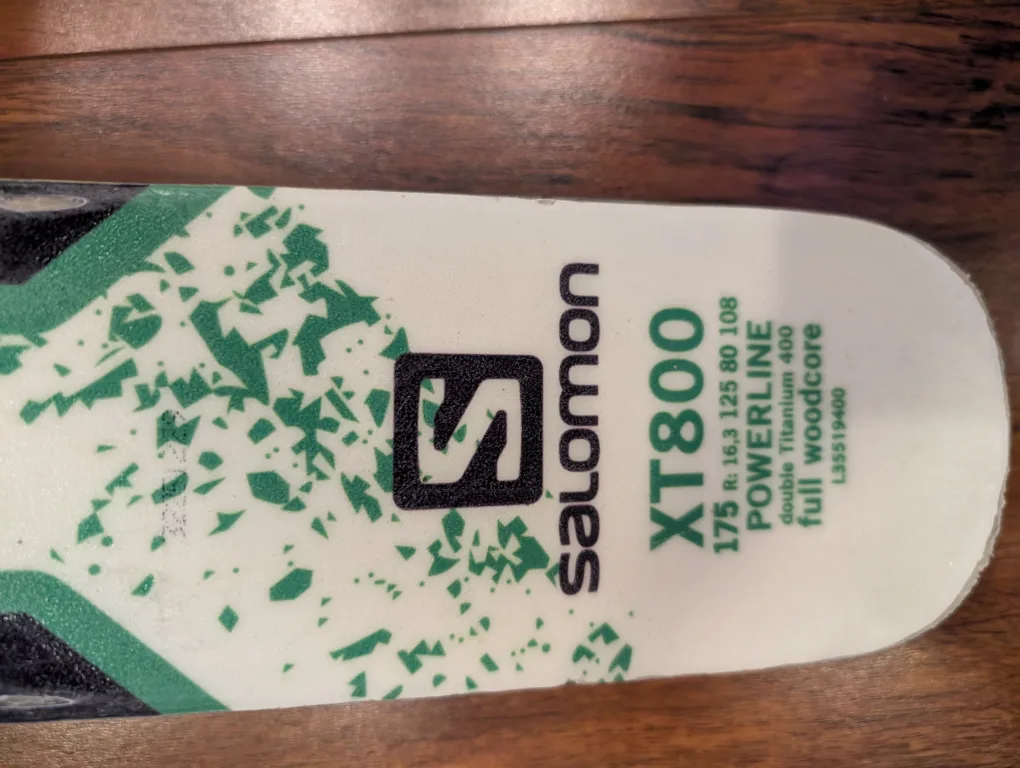 salomon
XT800
175 R: 16,3 125 80 108
POWERLINE
double Titanium 400
full woodcore
L35519400